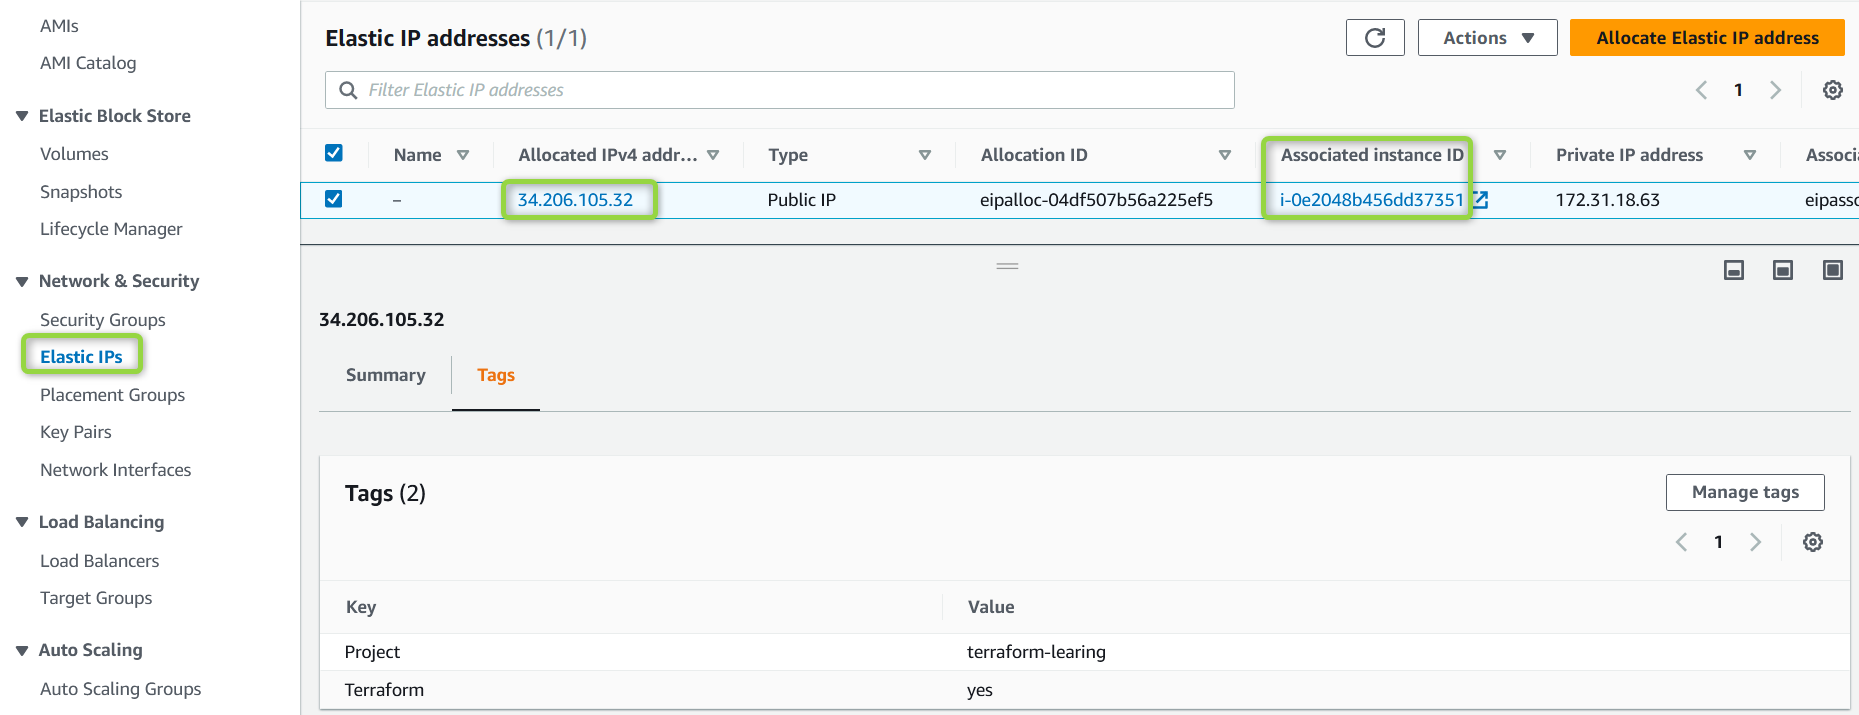 AMIs
AMI Catalog
Elastic Block Store
Volumes
Snapshots
Lifecycle Manager
Network & Security
Security Groups
Elastic IPs
Placement Groups
Key Pairs
Network Interfaces
Load Balancing
Load Balancers
Target Groups
Auto Scaling
Auto Scaling Groups
Elastic IP addresses (1/1)
Actions
Allocate Elastic IP address
Filter Elastic IP addresses
1
Name Allocated IPv4 addr... Type Allocation ID Associated instance ID Private IP address Associ
– 34.206.105.32 Public IP eipalloc-04df507b56a225ef5 i-0e2048b456dd37351 172.31.18.63 eipassc
34.206.105.32
Summary Tags
Tags (2)
Manage tags
1
Key Value
Project terraform-learing
Terraform yes